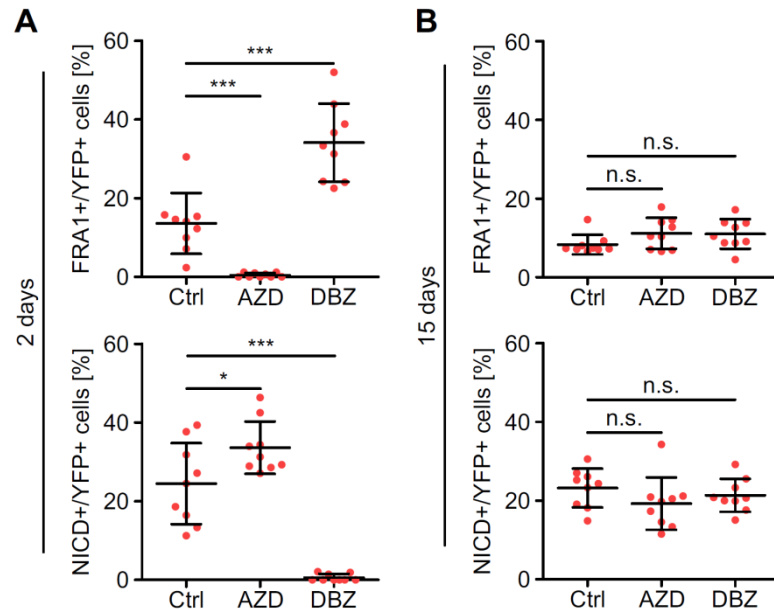 A
2 days
FRA1+/YFP+ cells [%]
60
40
20
0
***
***
Ctrl AZD DBZ
NICD+/YFP+ cells [%]
60
40
20
0
***
*
Ctrl AZD DBZ
B
15 days
FRA1+/YFP+ cells [%]
60
40
20
0
n.s.
n.s.
Ctrl AZD DBZ
NICD+/YFP+ cells [%]
60
40
20
0
n.s.
n.s.
Ctrl AZD DBZ